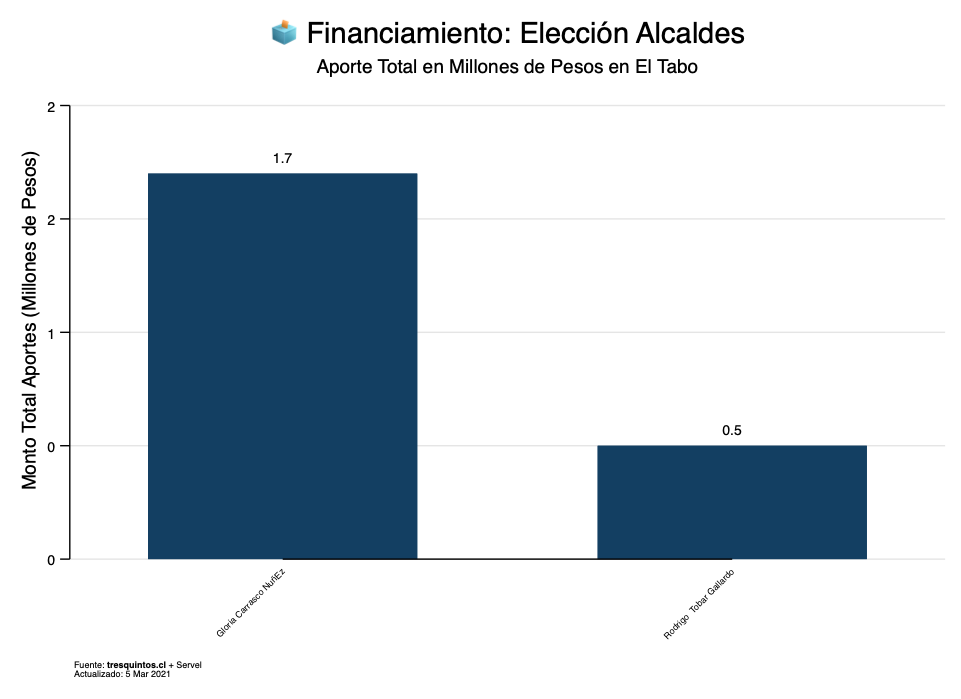 🗳️ Financiamiento: Elección Alcaldes
Aporte Total en Millones de Pesos en El Tabo
Monto Total Aportes (Millones de Pesos)
2
2
1
0
0
1.7
0.5
Gloria Carrasco NuñEz
Rodrigo  Tobar Gallardo
Fuente: tresquintos.cl + Servel
Actualizado: 5 Mar 2021